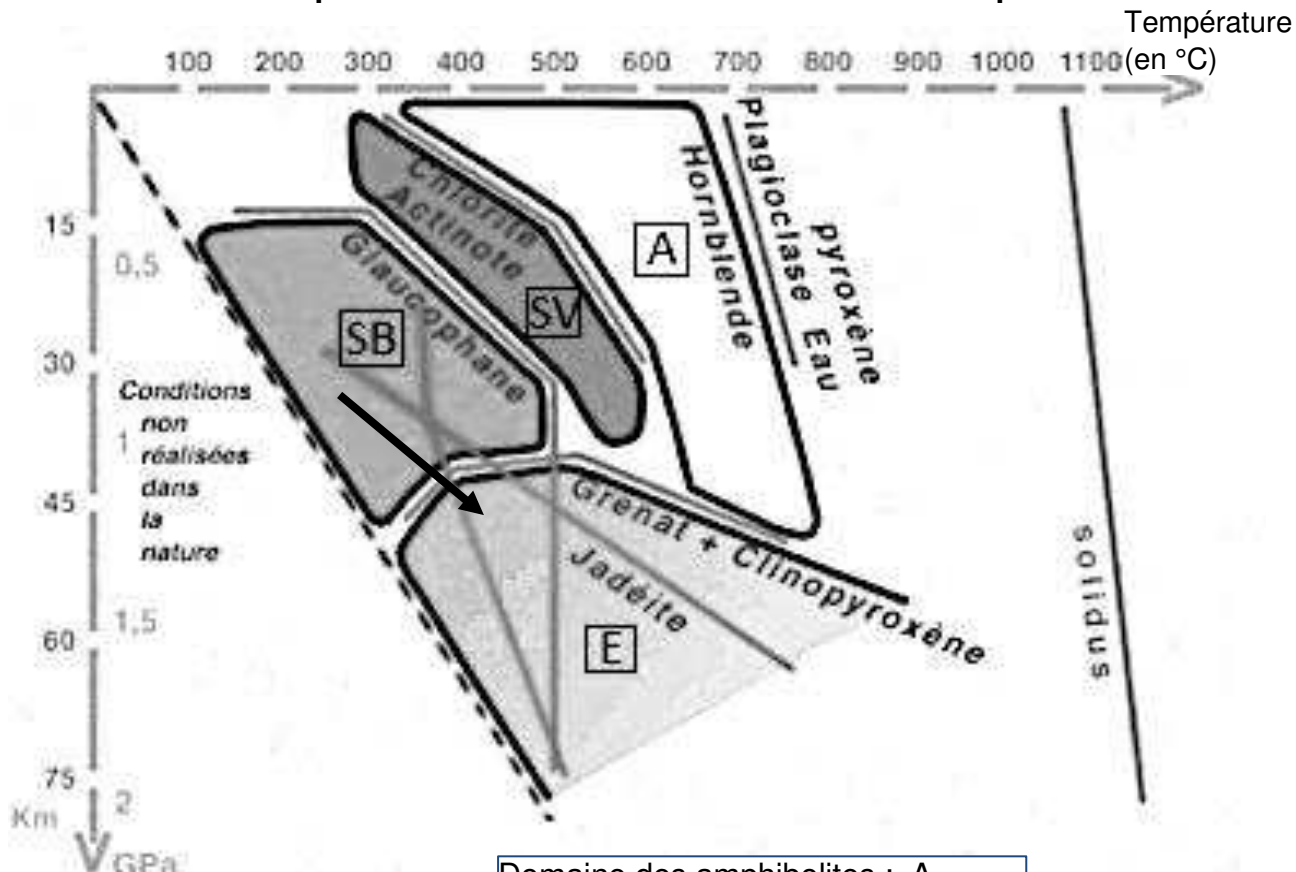 Température
(en °C)
100 200 300 400 500 600 700 800 900 1000 1100
15
30
45
60
75
Km
0,5
1
1,5
2
GPa
Conditions
non
réalisées
dans
la
nature
Glaucophane
SB
Chlorite
Actinote
SV
A
Hornblende
Plagioclase Eau
pyroxène
Grenat + Clinopyroxène
Jadéite
E
solidus
Domaine des amphibolites : A